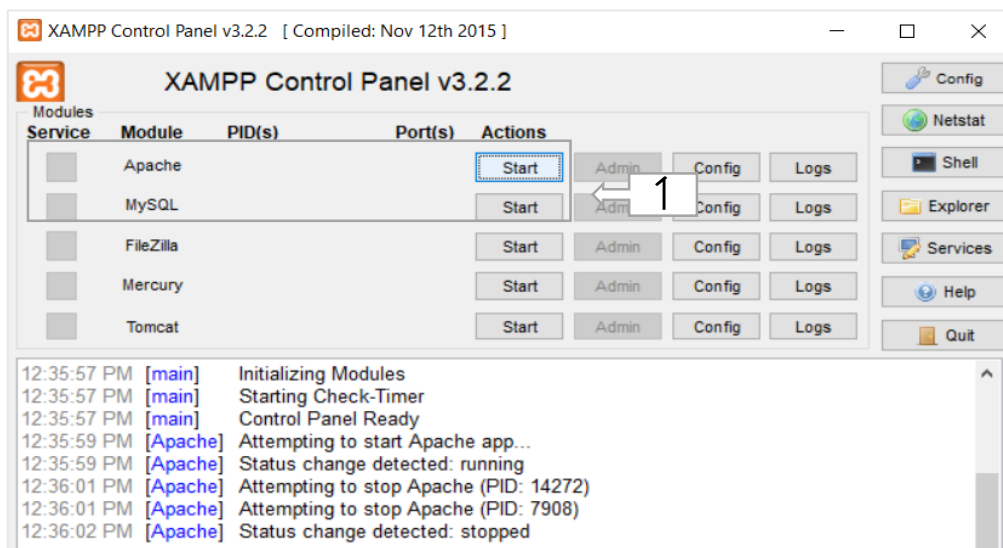 XAMPP Control Panel v3.2.2 [ Compiled: Nov 12th 2015 ]
XAMPP Control Panel v3.2.2
Config
Modules
Netstat
Service Module PID(s) Port(s) Actions
Apache Start Admin Config Logs
Shell
1
MySQL Start Admin Config Logs
Explorer
FileZilla Start Admin Config Logs
Services
Mercury Start Admin Config Logs
Help
Tomcat Start Admin Config Logs
Quit
12:35:57 PM [main] Initializing Modules
12:35:57 PM [main] Starting Check-Timer
12:35:57 PM [main] Control Panel Ready
12:35:59 PM [Apache] Attempting to start Apache app...
12:35:59 PM [Apache] Status change detected: running
12:36:01 PM [Apache] Attempting to stop Apache (PID: 14272)
12:36:01 PM [Apache] Attempting to stop Apache (PID: 7908)
12:36:02 PM [Apache] Status change detected: stopped